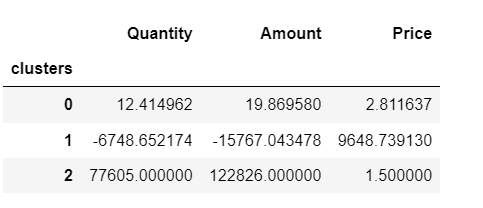 Quantity Amount Price
clusters
0 12.414962 19.869580 2.811637
1 -6748.652174 -15767.043478 9648.739130
2 77605.000000 122826.000000 1.500000